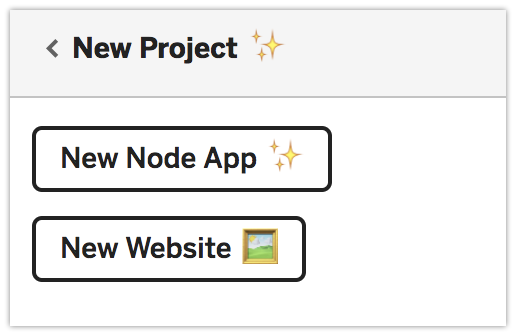 New Project ✨
New Node App ✨
New Website 🖼️